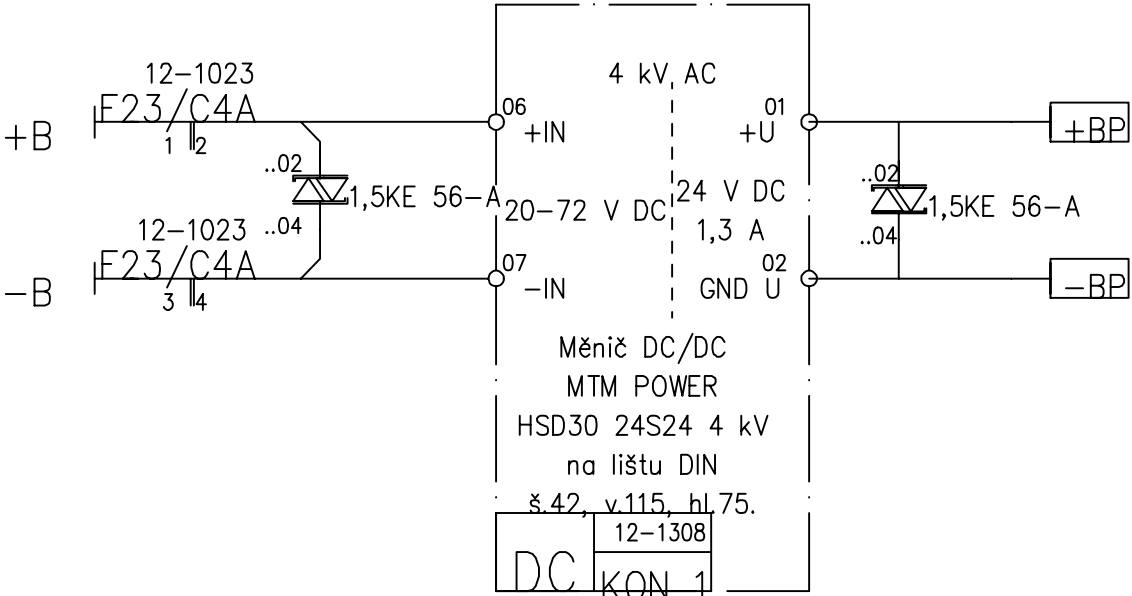 12-1023
F23/C4A
+B
1 2
..02
1,5KE 56-A
..04
12-1023
F23/C4A
-B
3 4
4 kV AC
06
+IN
01
+U
20-72 V DC
24 V DC
1,3 A
07
-IN
02
GND U
Měnič DC/DC
MTM POWER
HSD30 24S24 4 kV
na lištu DIN
š.42, v.115, hl.75.
12-1308
DC
KON 1
+BP
..02
1,5KE 56-A
..04
-BP